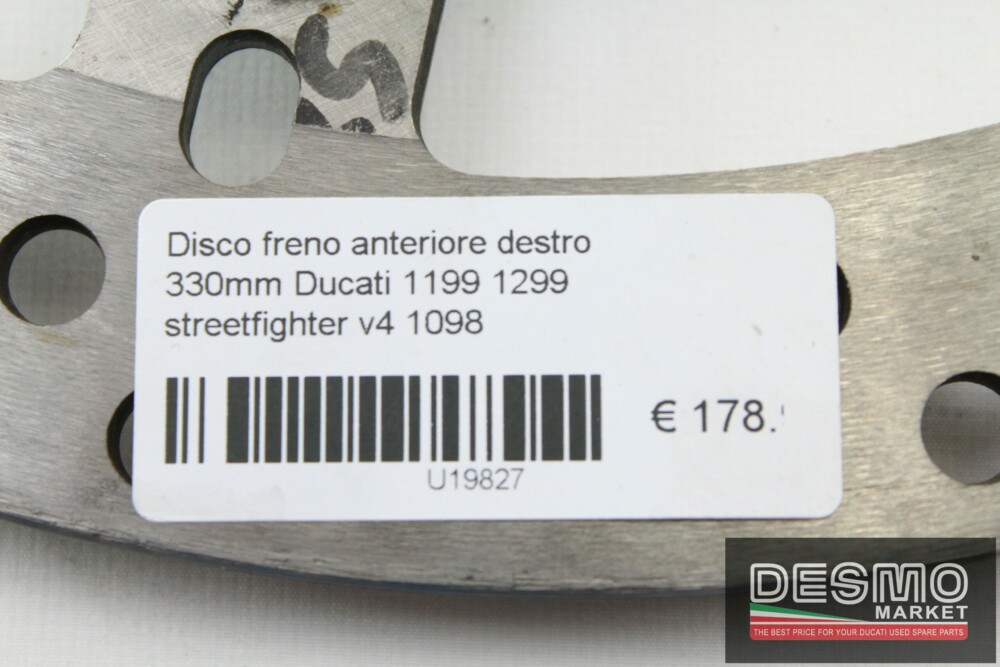 Disco freno anteriore destro
330mm Ducati 1199 1299
streetfighter v4 1098
€ 178.
U19827
DESMO
MARKET
THE BEST PRICE FOR YOUR DUCATI USED SPARE PARTS